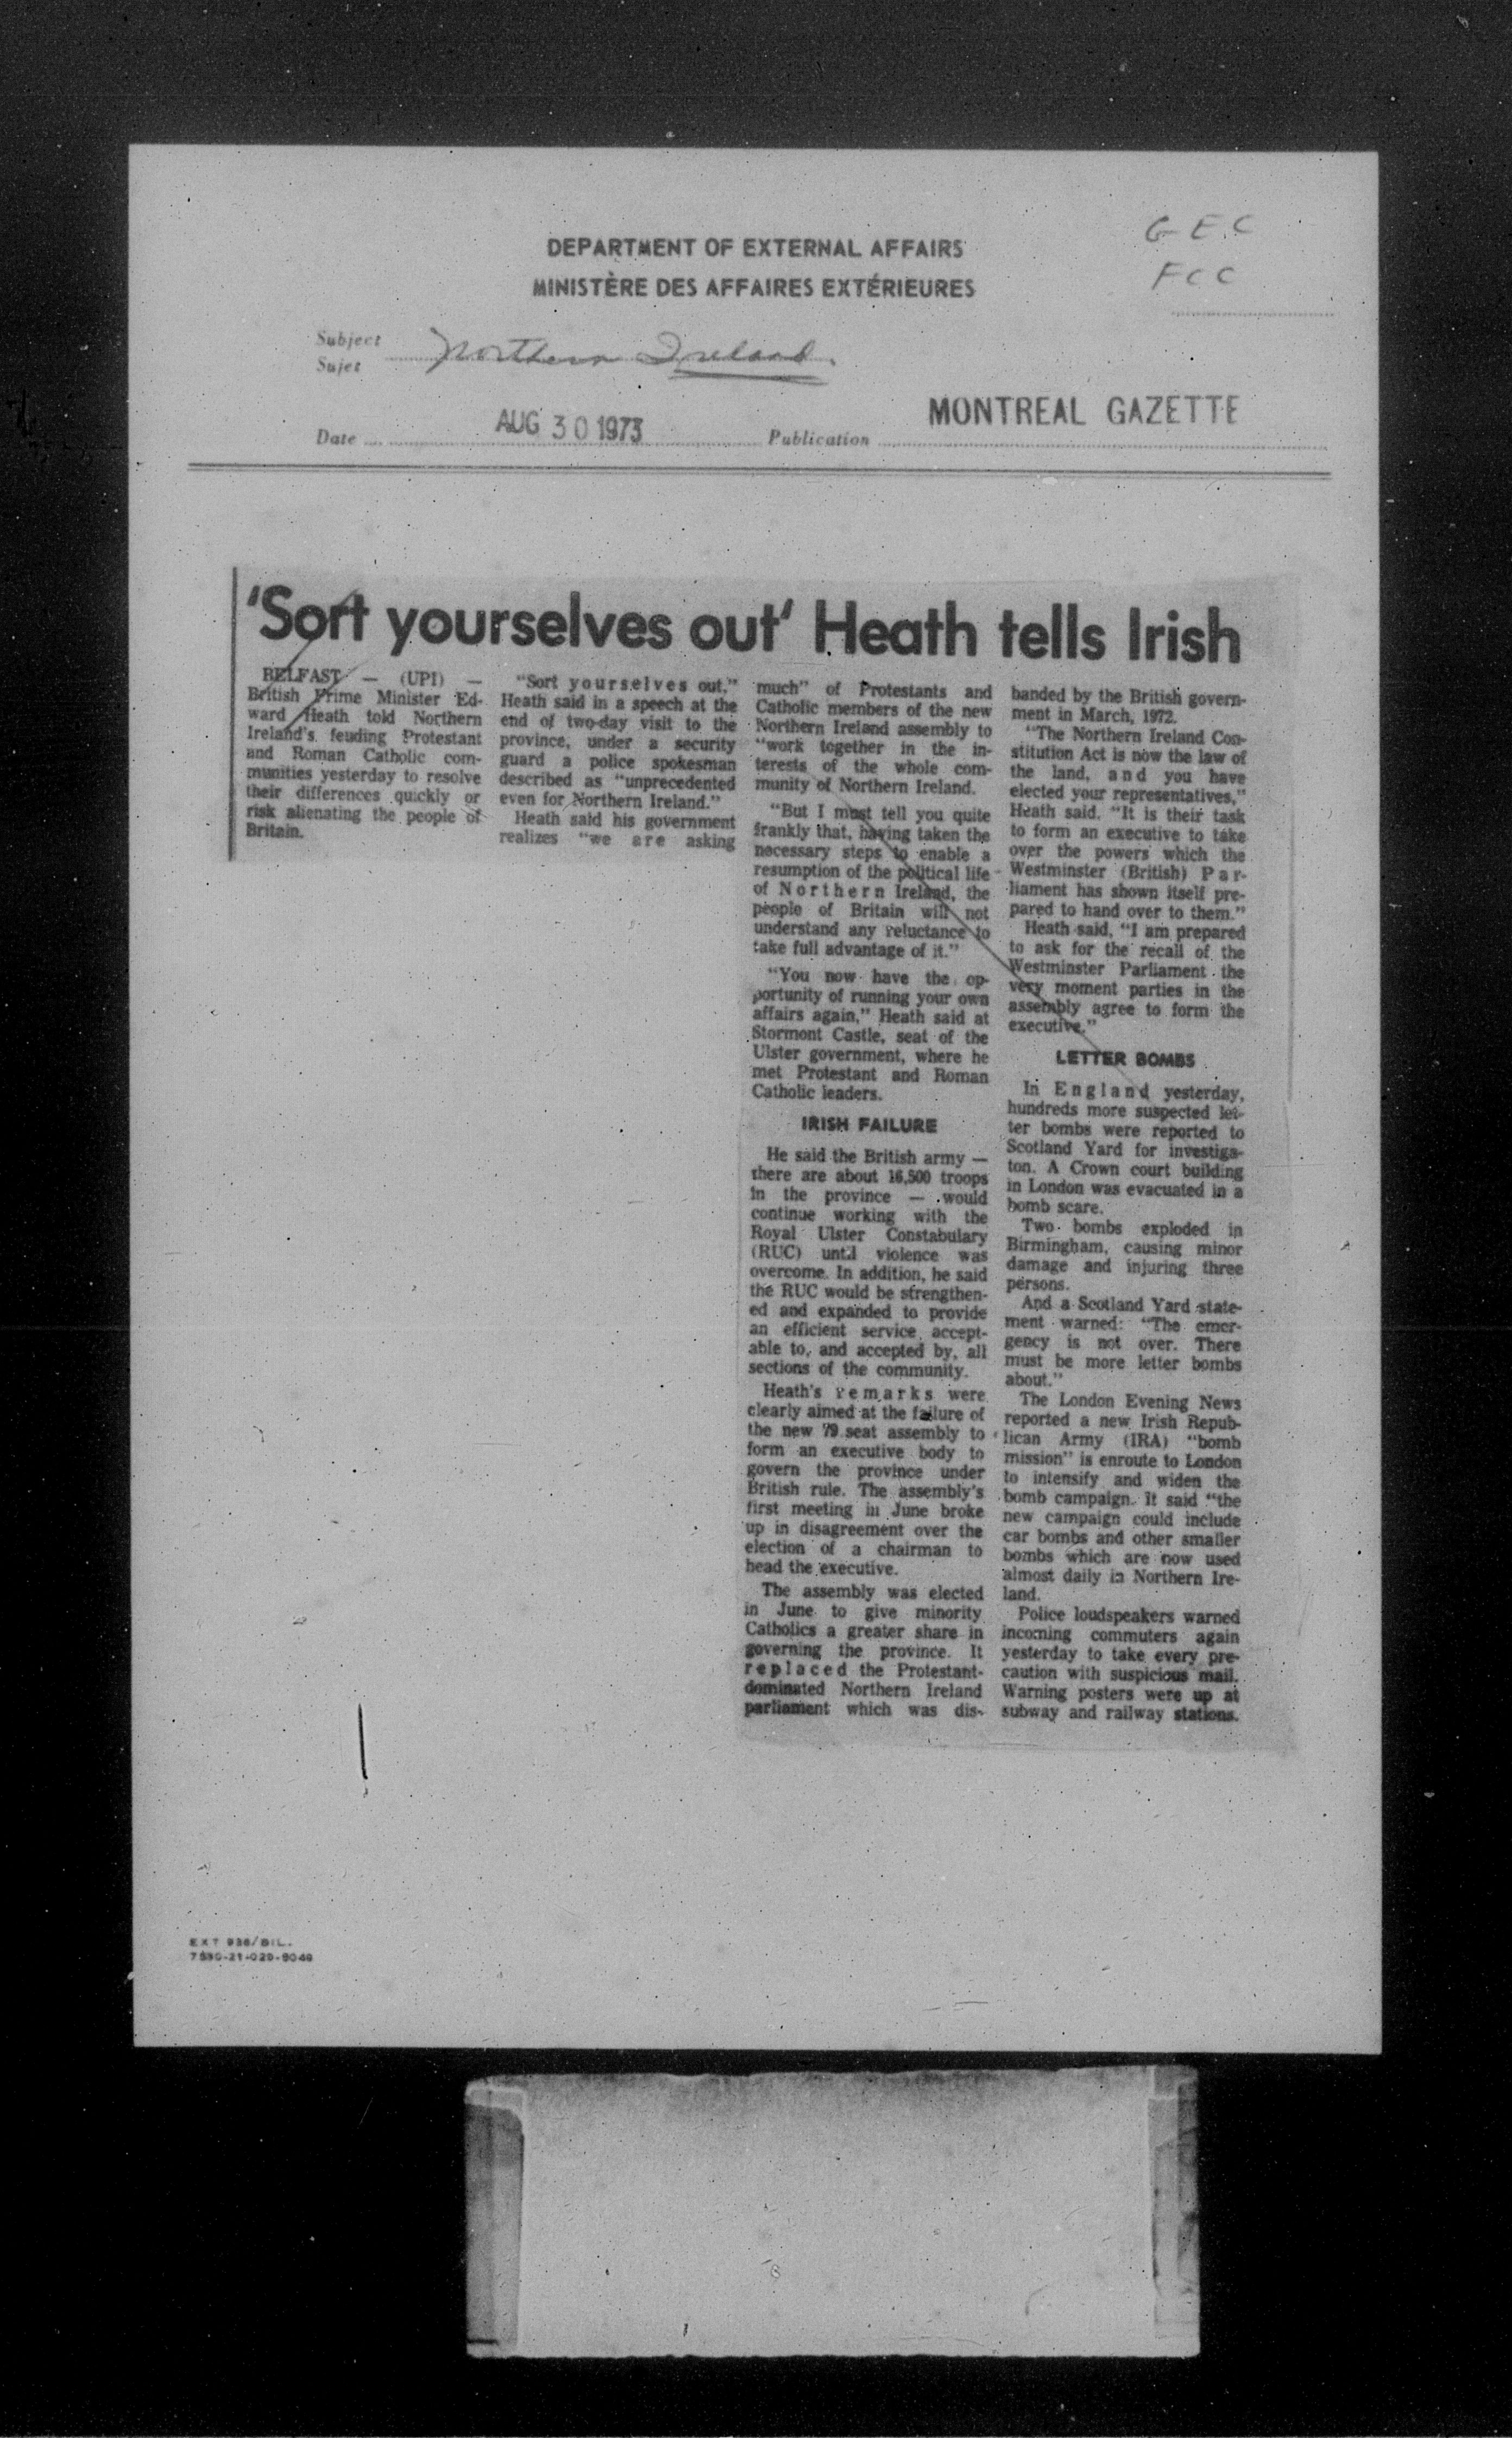 DEPARTMENT OF EXTERNAL AFFAIRS
MINISTÈRE DES AFFAIRES EXTÉRIEURES
G E C
F C C
Subject
Sujet
Northern Ireland.
Date
AUG 30 1973
Publication
MONTREAL GAZETTE
'Sort yourselves out' Heath tells Irish
BELFAST — (UPI) —
British Prime Minister Ed-
ward Heath told Northern
Ireland's feuding Protestant
and Roman Catholic com-
munities yesterday to resolve
their differences quickly or
risk alienating the people of
Britain.
"Sort yourselves out,"
Heath said in a speech at the
end of two-day visit to the
province, under a security
guard a police spokesman
described as "unprecedented
even for Northern Ireland."
Heath said his government
realizes "we are asking
much" of Protestants and
Catholic members of the new
Northern Ireland assembly to
"work together in the in-
terests of the whole com-
munity of Northern Ireland.
"But I must tell you quite
frankly that, having taken the
necessary steps to enable a
resumption of the political life
of Northern Ireland, the
people of Britain will not
understand any reluctance to
take full advantage of it."
"You now have the op-
portunity of running your own
affairs again," Heath said at
Stormont Castle, seat of the
Ulster government, where he
met Protestant and Roman
Catholic leaders.
IRISH FAILURE
He said the British army —
there are about 16,500 troops
in the province — would
continue working with the
Royal Ulster Constabulary
(RUC) until violence was
overcome. In addition, he said
the RUC would be strengthen-
ed and expanded to provide
an efficient service accept-
able to, and accepted by, all
sections of the community.
Heath's remarks were
clearly aimed at the failure of
the new 79 seat assembly to
form an executive body to
govern the province under
British rule. The assembly's
first meeting in June broke
up in disagreement over the
election of a chairman to
head the executive.
The assembly was elected
in June to give minority
Catholics a greater share in
governing the province. It
replaced the Protestant-
dominated Northern Ireland
parliament which was dis-
banded by the British govern-
ment in March, 1972.
"The Northern Ireland Con-
stitution Act is now the law of
the land, and you have
elected your representatives,"
Heath said. "It is their task
to form an executive to take
over the powers which the
Westminster (British) Par-
liament has shown itself pre-
pared to hand over to them."
Heath said, "I am prepared
to ask for the recall of the
Westminster Parliament the
very moment parties in the
assembly agree to form the
executive."
LETTER BOMBS
In England yesterday,
hundreds more suspected let-
ter bombs were reported to
Scotland Yard for investiga-
ton. A Crown court building
in London was evacuated in a
bomb scare.
Two bombs exploded in
Birmingham, causing minor
damage and injuring three
persons.
And a Scotland Yard state-
ment warned: "The emer-
gency is not over. There
must be more letter bombs
about."
The London Evening News
reported a new Irish Repub-
lican Army (IRA) "bomb
mission" is enroute to London
to intensify and widen the
bomb campaign. It said "the
new campaign could include
car bombs and other smaller
bombs which are now used
almost daily in Northern Ire-
land.
Police loudspeakers warned
incoming commuters again
yesterday to take every pre-
caution with suspicious mail.
Warning posters were up at
subway and railway stations.
EXT 936/BIL.
7530-21-029-5046